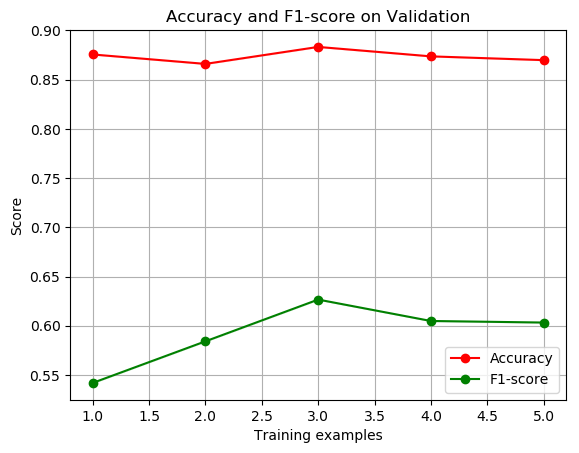 Accuracy and F1-score on Validation
0.90
0.85
0.80
0.75
0.70
0.65
0.60
0.55
Score
Accuracy
F1-score
1.0 1.5 2.0 2.5 3.0 3.5 4.0 4.5 5.0
Training examples